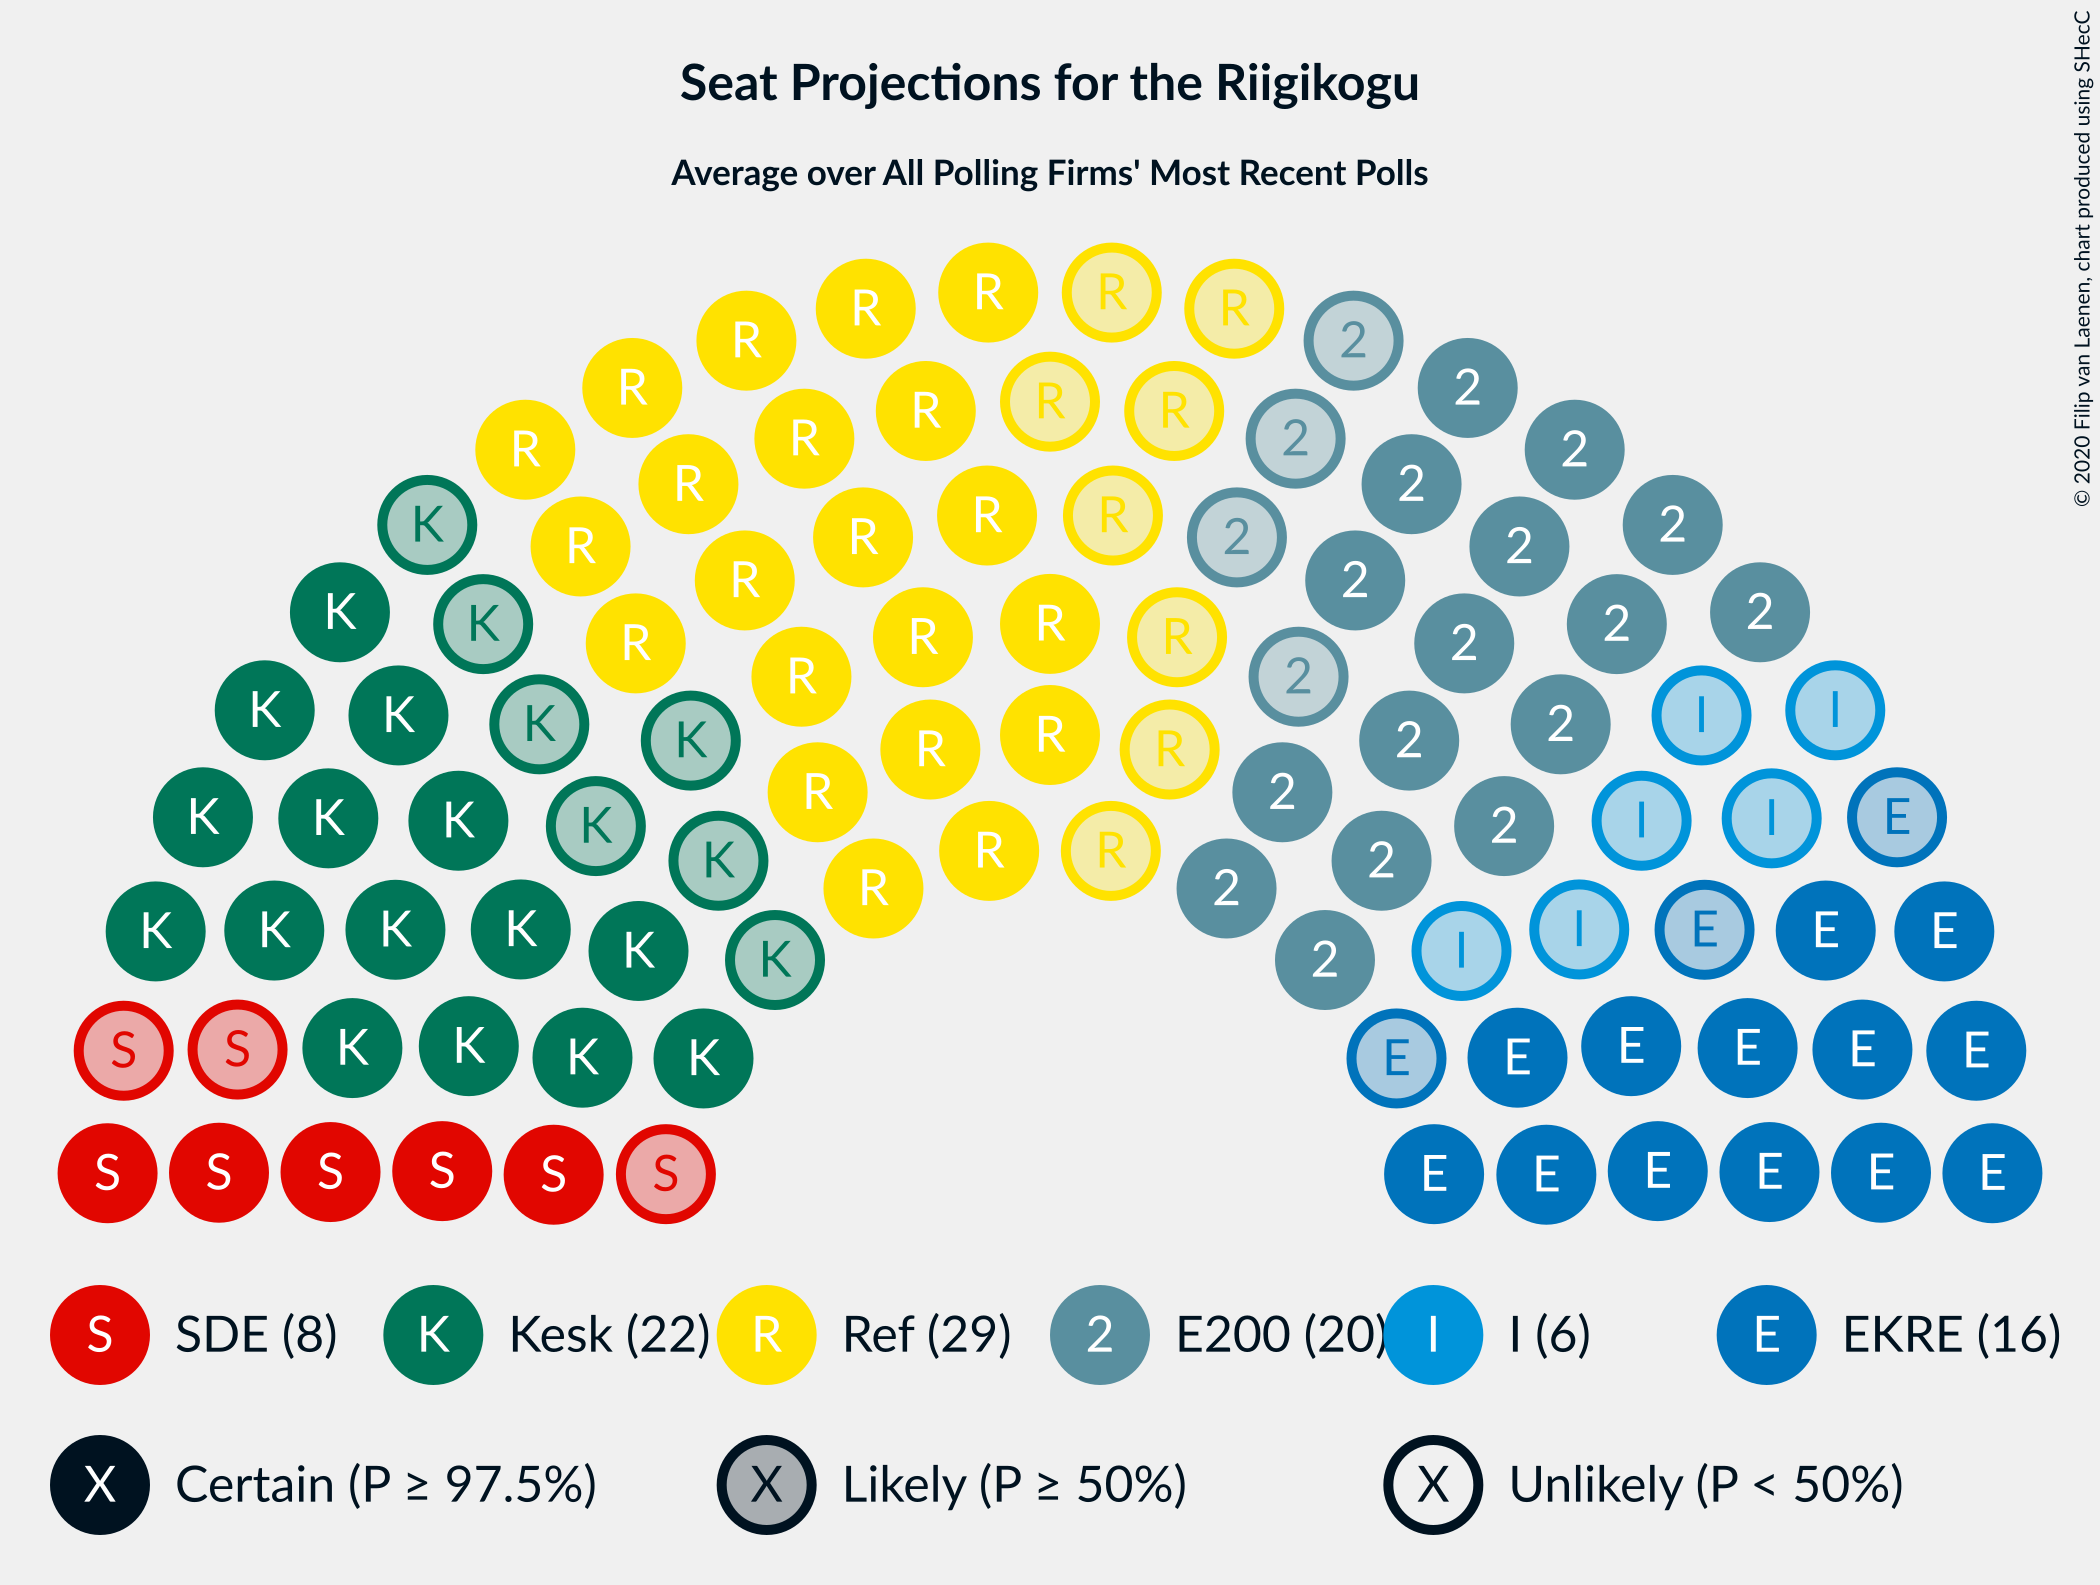 Seat Projections for the Riigikogu
Average over All Polling Firms' Most Recent Polls
© 2020 Filip van Laenen, chart produced using SHecC
R R
R R
R 2
R 2
R R R
R 2
R 2
R 2
K R R 2
R R 2 2
R 2
K K R 2 2
R R R 2
R 2
K K K 2 I I
K R R R 2
R 2
K K K K 2 I I E
K R R 2
R 2
K K K K I E E E
K K 2 I
S S K K K K E E E E E E
S S S S S S E E E E E E
S SDE (8) K Kesk (22) R Ref (29) 2 E200 (20) I I (6) E EKRE (16)
X Certain (P ≥ 97.5%) X Likely (P ≥ 50%) X Unlikely (P < 50%)